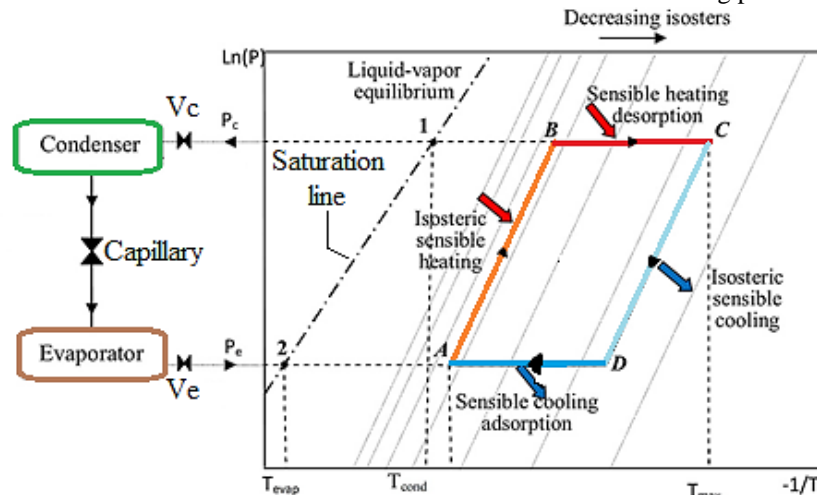 Decreasing isosters
Ln(P)
Liquid-vapor
equilibrium
Sensible heating
desorption
Vc
Pc
1
B
C
Condenser
Saturation
line
Isosteric
sensible
heating
Capillary
Isosteric
sensible
cooling
Evaporator
Pe
2
A
D
Ve
Sensible cooling
adsorption
Tevap
Tcond
-1/T